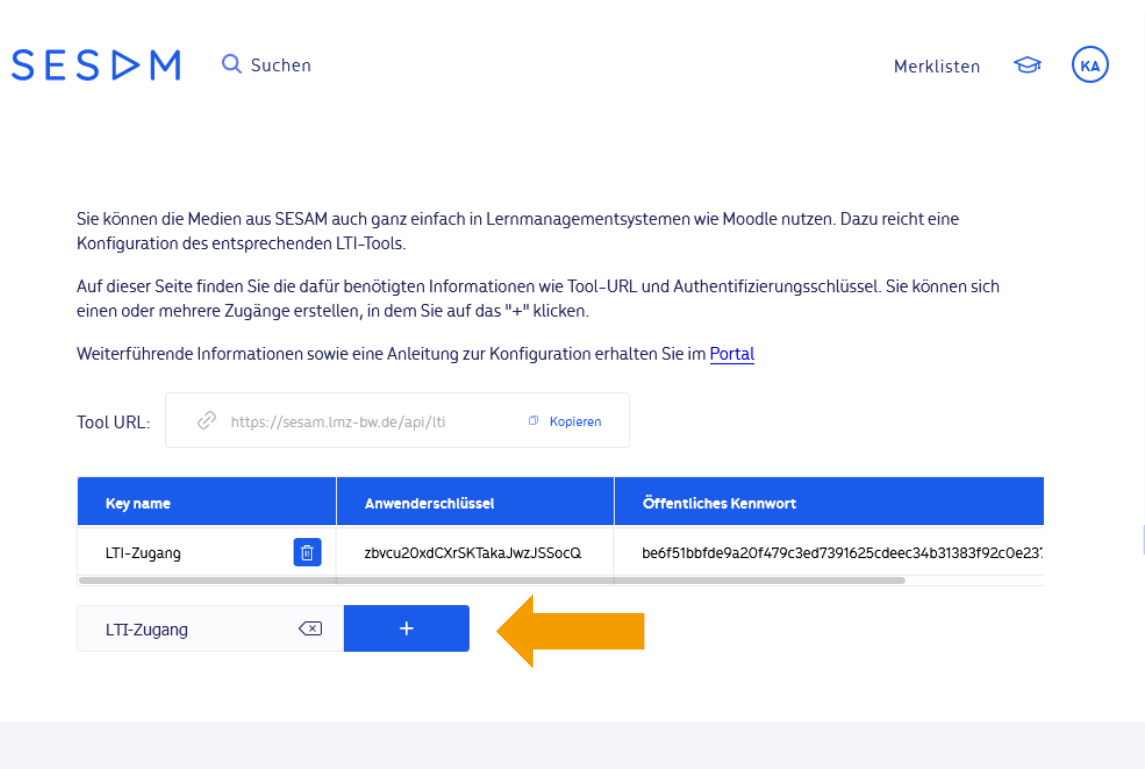 SESAM
Suchen
Merklisten
KA
Sie können die Medien aus SESAM auch ganz einfach in Lernmanagementsystemen wie Moodle nutzen. Dazu reicht eine
Konfiguration des entsprechenden LTI-Tools.
Auf dieser Seite finden Sie die dafür benötigten Informationen wie Tool-URL und Authentifizierungsschlüssel. Sie können sich
einen oder mehrere Zugänge erstellen, in dem Sie auf das "+" klicken.
Weiterführende Informationen sowie eine Anleitung zur Konfiguration erhalten Sie im Portal
Tool URL: https://sesam.lmz-bw.de/api/lti Kopieren
Key name Anwenderschlüssel Öffentliches Kennwort
LTI-Zugang zbvcu20xdCXrSKTakaJwzJSSocQ be6f51bbfde9a20f479c3ed7391625cdeec34b31383f92c0e237
LTI-Zugang +